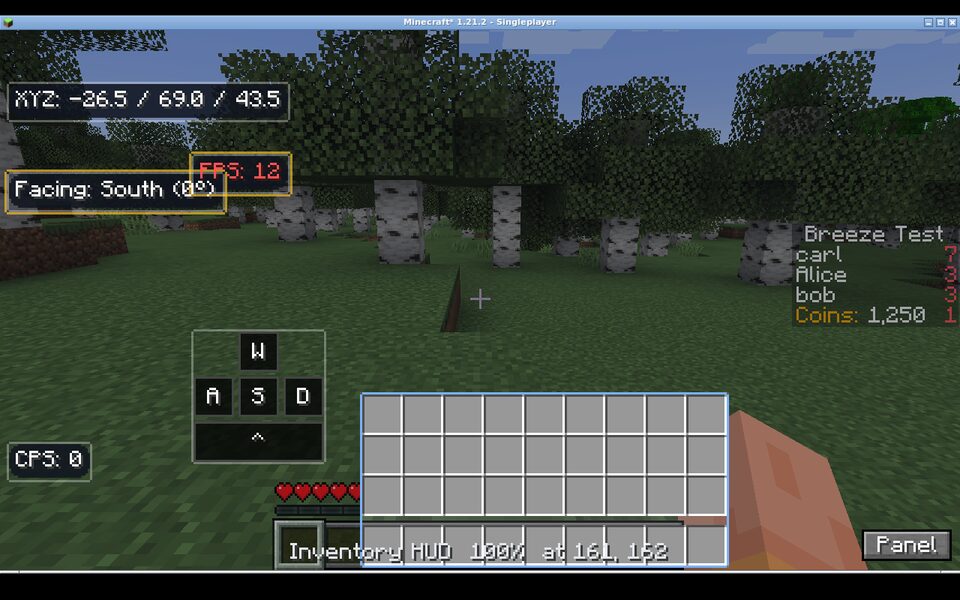 Minecraft* 1.21.2 - Singleplayer
XYZ: -26.5 / 69.0 / 43.5
FPS: 12
Facing: South (0°)
Breeze Test
carl 7
Alice 3
bob 3
Coins: 1,250 1
W
A S D
^
CPS: 0
Inventory HUD 100% at 161, 162
Panel